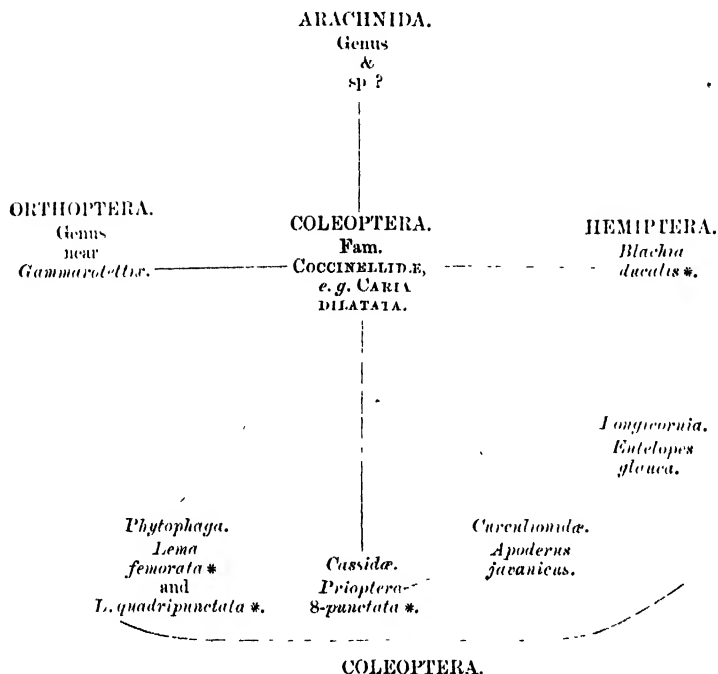 ARACHNIDA.
Genus
&
sp ?
ORTHOPTERA.
Genus
near
Gammarotettix.
COLEOPTERA.
Fam.
COCCINELLIDÆ,
e. g. CARIA
DILATATA.
HEMIPTERA.
Blachia
ducalis *.
Longicornia.
Entelopes
glauca.
Phytophaga.
Lema
femorata *
and
L. quadripunctata *.
Cassidæ.
Prioptera
8-punctata *.
Curculionidæ.
Apoderus
javanicus.
COLEOPTERA.